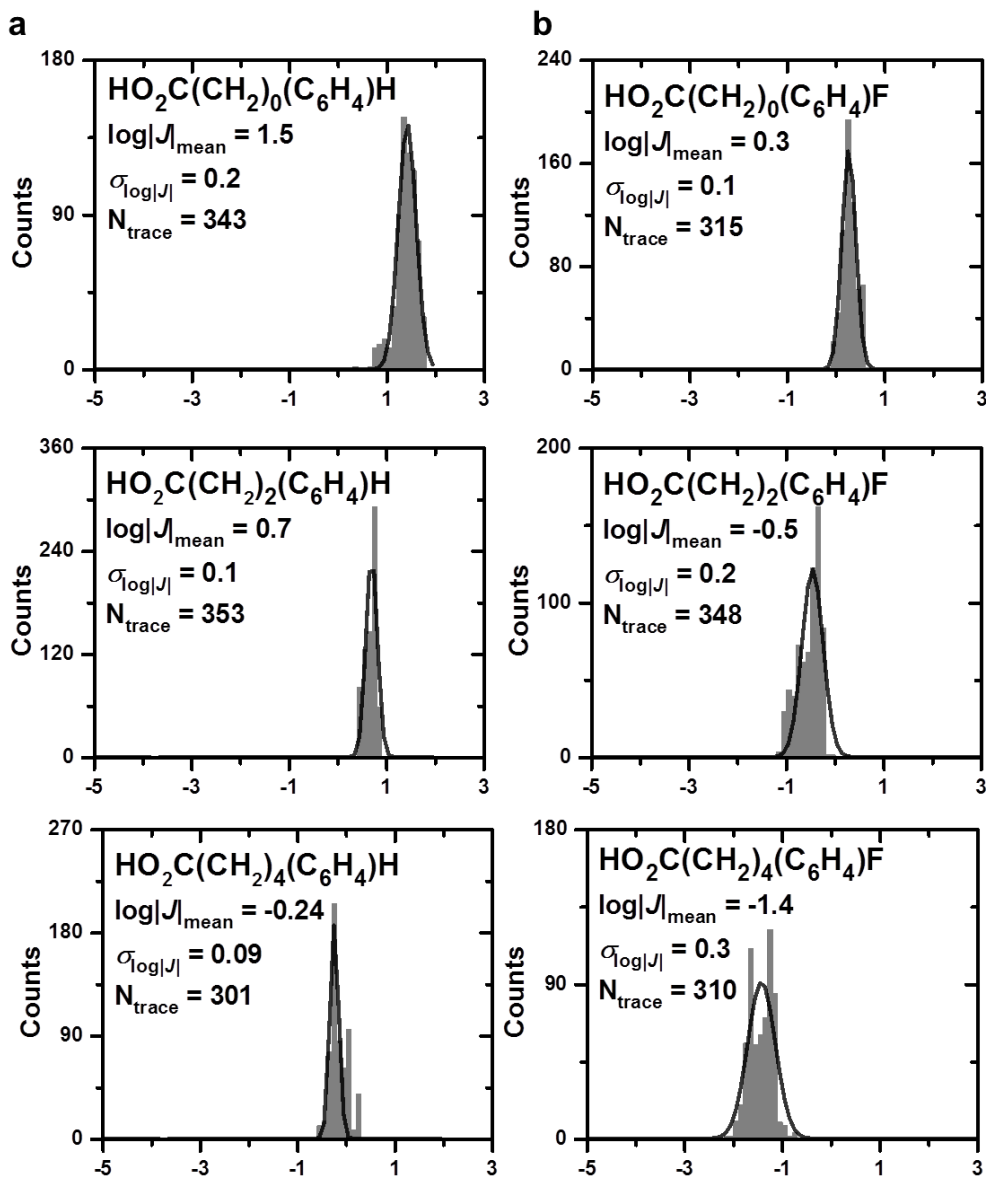 a
180
HO₂C(CH₂)₀(C₆H₄)H
log|J|mean = 1.5
σlog|J| = 0.2
Ntrace = 343
90
0
Counts
-5 -3 -1 1 3
b
240
HO₂C(CH₂)₀(C₆H₄)F
log|J|mean = 0.3
σlog|J| = 0.1
Ntrace = 315
160
80
0
Counts
-5 -3 -1 1 3
360
HO₂C(CH₂)₂(C₆H₄)H
log|J|mean = 0.7
σlog|J| = 0.1
Ntrace = 353
240
120
0
Counts
-5 -3 -1 1 3
200
HO₂C(CH₂)₂(C₆H₄)F
log|J|mean = -0.5
σlog|J| = 0.2
Ntrace = 348
100
0
Counts
-5 -3 -1 1 3
270
HO₂C(CH₂)₄(C₆H₄)H
log|J|mean = -0.24
σlog|J| = 0.09
Ntrace = 301
180
90
0
Counts
-5 -3 -1 1 3
180
HO₂C(CH₂)₄(C₆H₄)F
log|J|mean = -1.4
σlog|J| = 0.3
Ntrace = 310
90
0
Counts
-5 -3 -1 1 3